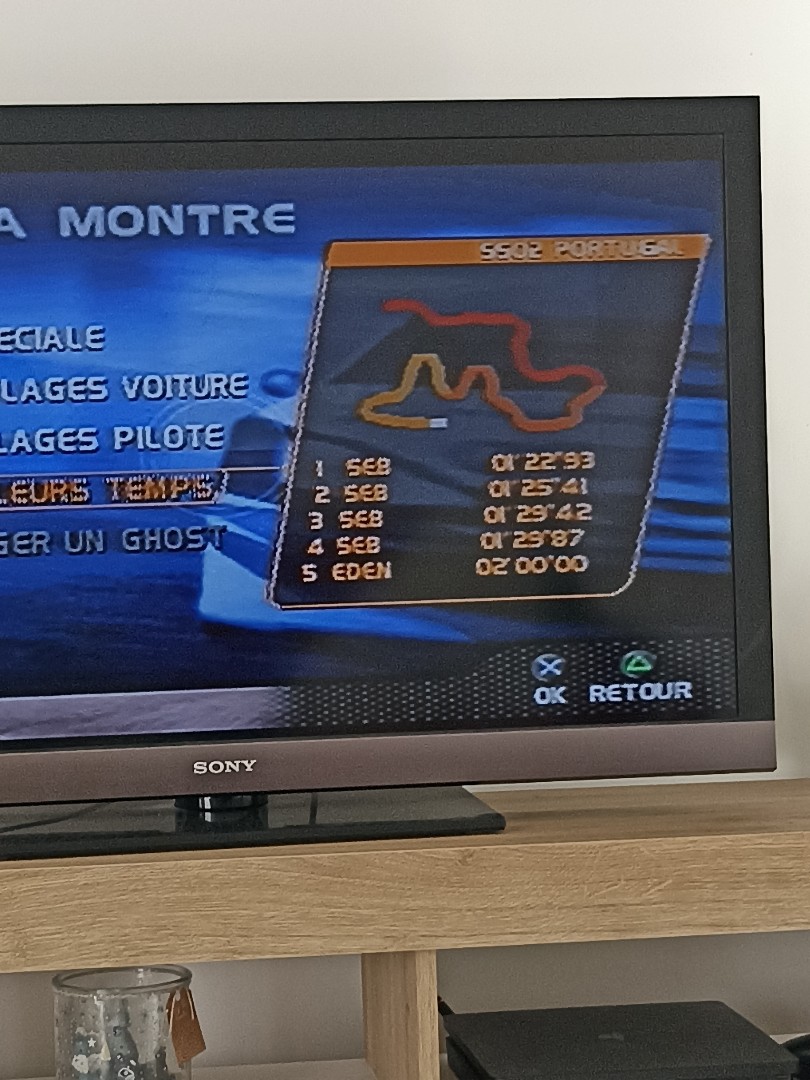 A MONTRE
SS02 PORTUGAL
ECIALE
LAGES VOITURE
LAGES PILOTE
LEURS TEMPS
GER UN GHOST
1 SEB 01'22"93
2 SEB 01'25"41
3 SEB 01'29"42
4 SEB 01'29"87
5 EDEN 02'00"00
OK RETOUR
SONY